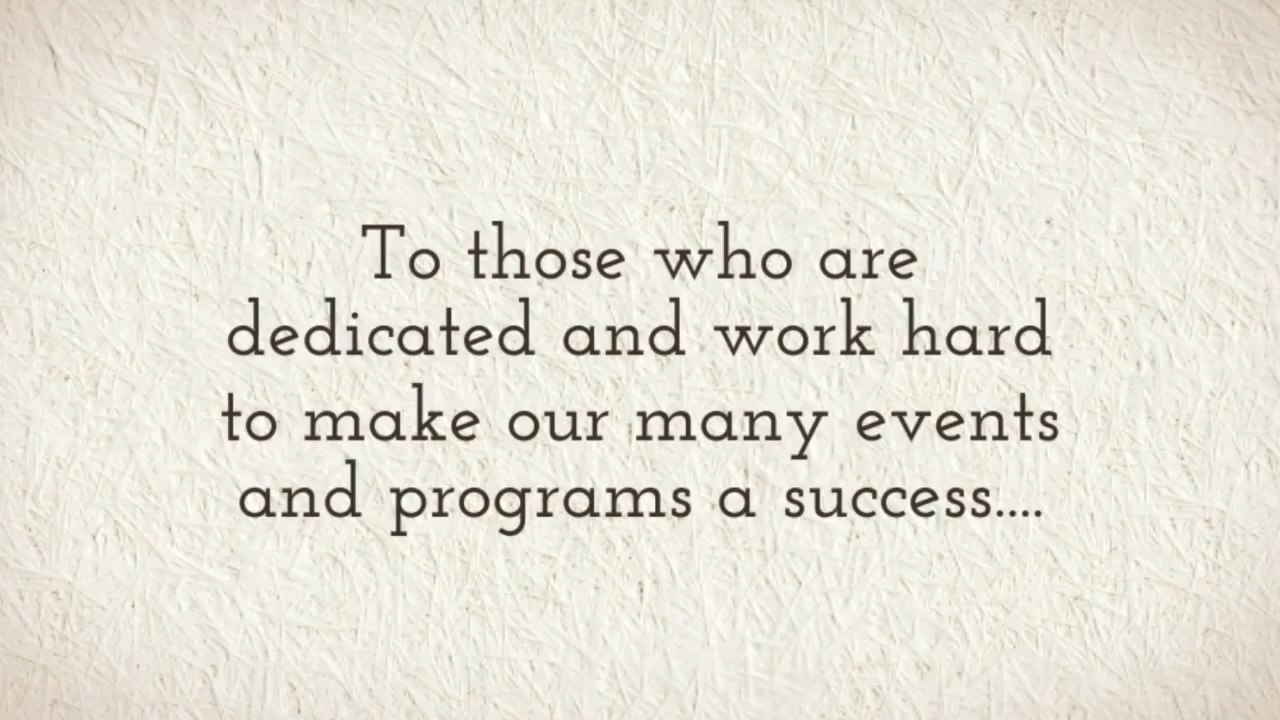 To those who are
dedicated and work hard
to make our many events
and programs a success....